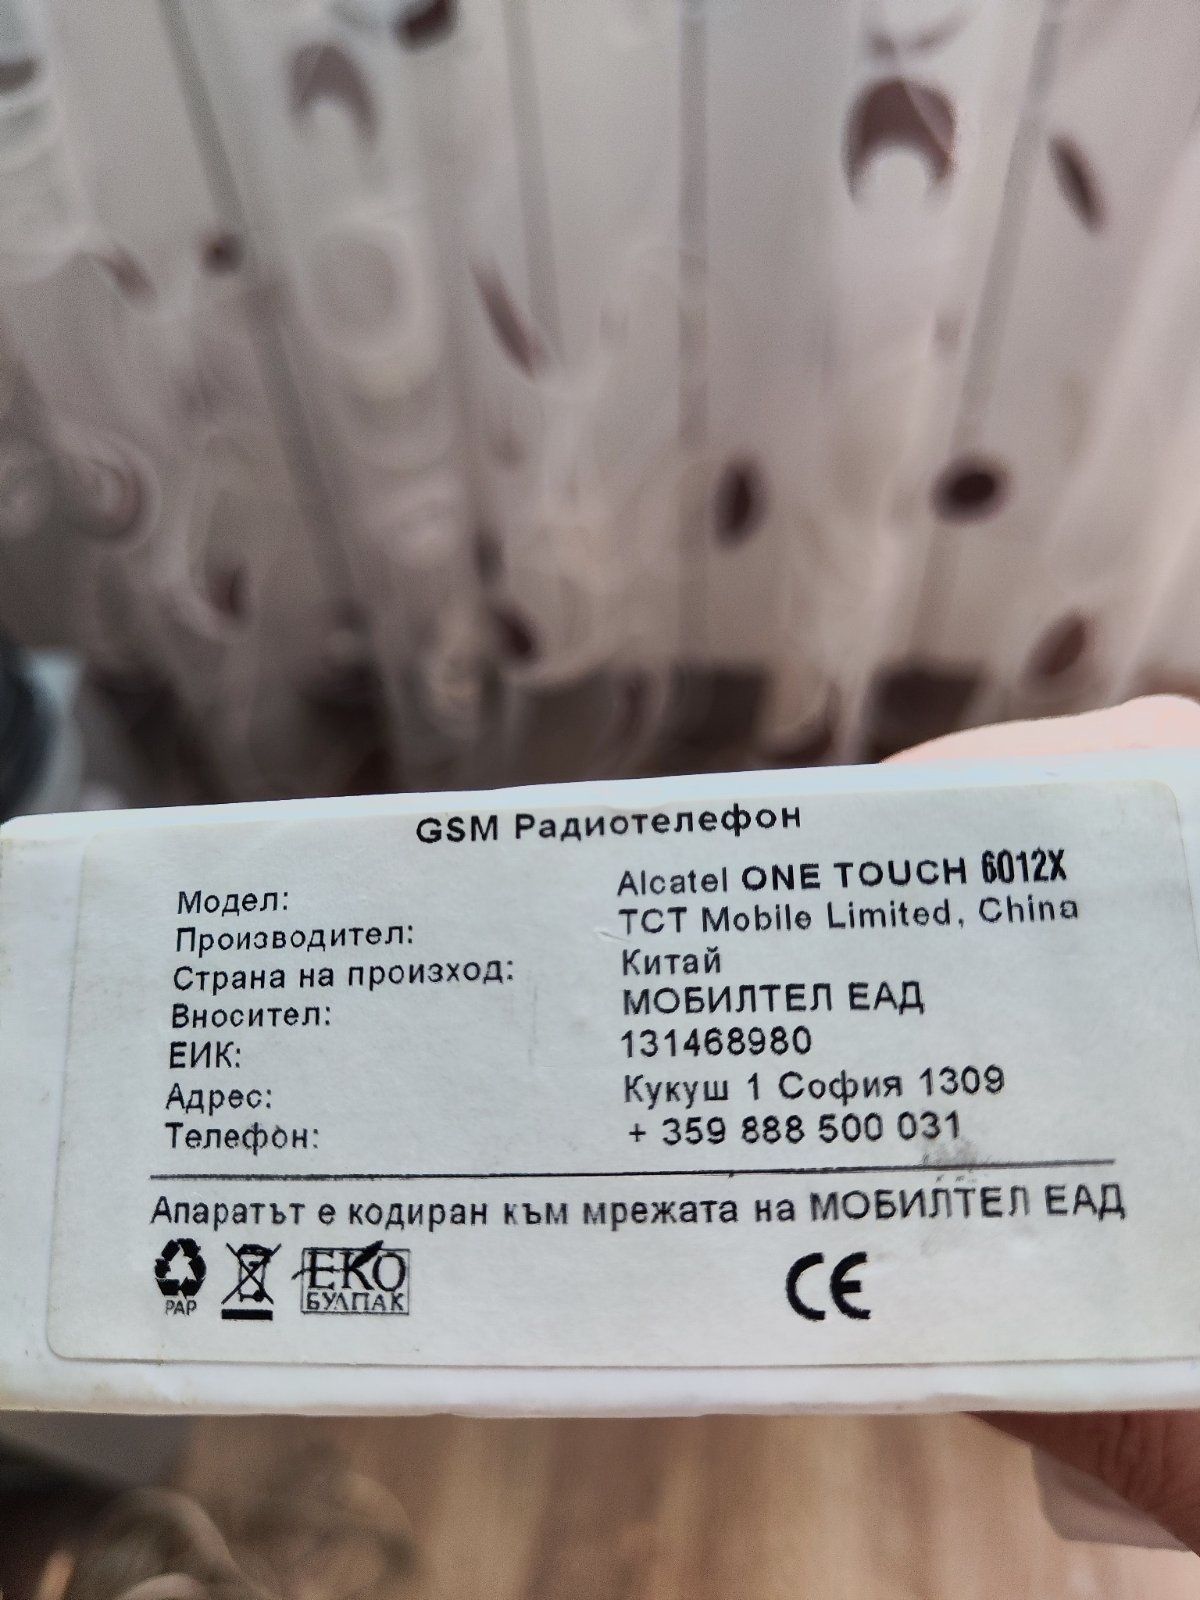 GSM Радиотелефон
Модел: Alcatel ONE TOUCH 6012X
Производител: TCT Mobile Limited, China
Страна на произход: Китай
Вносител: МОБИЛТЕЛ ЕАД
ЕИК: 131468980
Адрес: Кукуш 1 София 1309
Телефон: + 359 888 500 031
Апаратът е кодиран към мрежата на МОБИЛТЕЛ ЕАД
PAP
ЕКО
БУЛПАК
CE